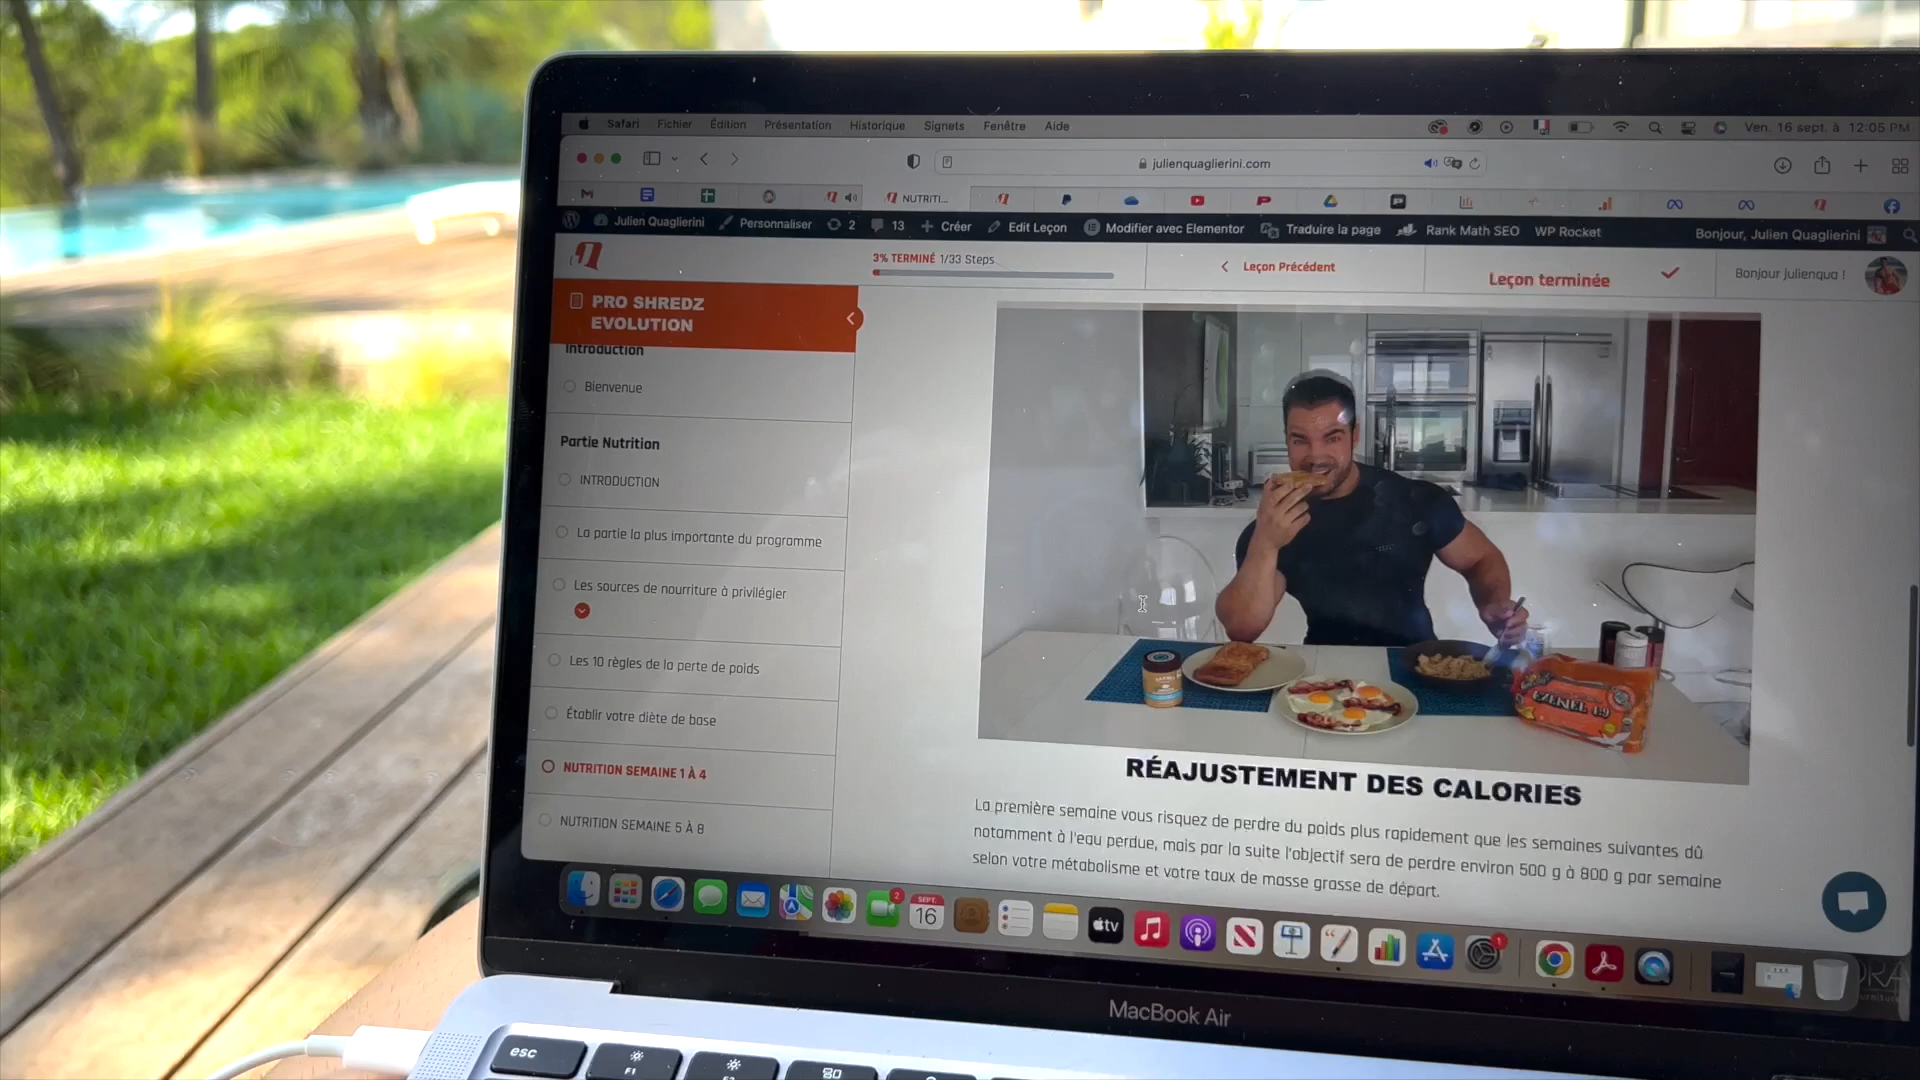 Safari Fichier Édition Présentation Historique Signets Fenêtre Aide
Ven. 16 sept. à 12:05 PM
julienquaglierini.com
NUTRITI...
Julien Quaglierini Personnaliser 2 13 Créer Edit Leçon Modifier avec Elementor Traduire la page Rank Math SEO WP Rocket Bonjour, Julien Quaglierini
3% TERMINÉ 1/33 Steps
Leçon Précédent
Leçon terminée
Bonjour julienqua !
PRO SHREDZ
EVOLUTION
Introduction
Bienvenue
Partie Nutrition
INTRODUCTION
La partie la plus importante du programme
Les sources de nourriture à privilégier
Les 10 règles de la perte de poids
Établir votre diète de base
NUTRITION SEMAINE 1 À 4
NUTRITION SEMAINE 5 À 8
EZEKIEL 4:9
RÉAJUSTEMENT DES CALORIES
La première semaine vous risquez de perdre du poids plus rapidement que les semaines suivantes dû
notamment à l'eau perdue, mais par la suite l'objectif sera de perdre environ 500 g à 800 g par semaine
selon votre métabolisme et votre taux de masse grasse de départ.
2
SEPT.
16
tv
1
MacBook Air
esc
F1